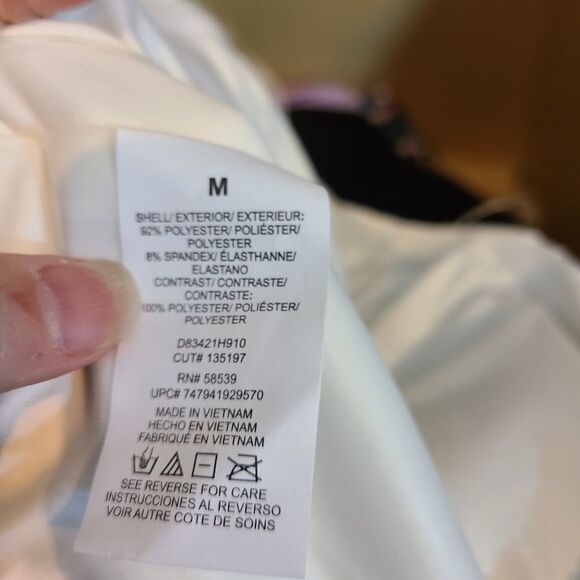 M
SHELL/ EXTERIOR/ EXTERIEUR:
92% POLYESTER/ POLIÉSTER/
POLYESTER
8% SPANDEX/ ÉLASTHANNE/
ELASTANO
CONTRAST/ CONTRASTE/
CONTRASTE:
100% POLYESTER/ POLIÉSTER/
POLYESTER
D83421H910
CUT# 135197
RN# 58539
UPC# 747941929570
MADE IN VIETNAM
HECHO EN VIETNAM
FABRIQUÉ EN VIETNAM
SEE REVERSE FOR CARE
INSTRUCCIONES AL REVERSO
VOIR AUTRE COTE DE SOINS